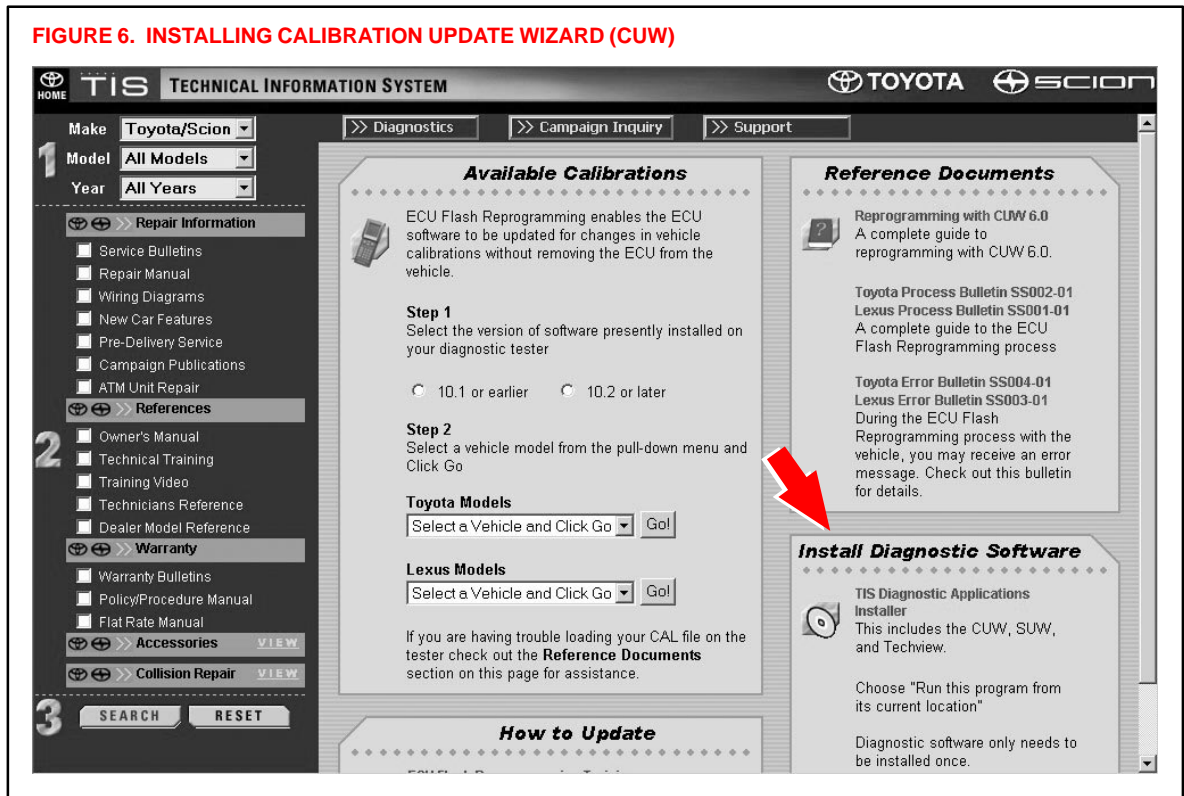 FIGURE 6. INSTALLING CALIBRATION UPDATE WIZARD (CUW)
HOME TIS TECHNICAL INFORMATION SYSTEM
TOYOTA SCION
1
Make Toyota/Scion
Model All Models
Year All Years
>> Repair Information
Service Bulletins
Repair Manual
Wiring Diagrams
New Car Features
Pre-Delivery Service
Campaign Publications
ATM Unit Repair
>> References
2
Owner's Manual
Technical Training
Training Video
Technicians Reference
Dealer Model Reference
>> Warranty
Warranty Bulletins
Policy/Procedure Manual
Flat Rate Manual
>> Accessories VIEW
>> Collision Repair VIEW
3 SEARCH RESET
>> Diagnostics >> Campaign Inquiry >> Support
Available Calibrations
ECU Flash Reprogramming enables the ECU
software to be updated for changes in vehicle
calibrations without removing the ECU from the
vehicle.
Step 1
Select the version of software presently installed on
your diagnostic tester
10.1 or earlier 10.2 or later
Step 2
Select a vehicle model from the pull-down menu and
Click Go
Toyota Models
Select a Vehicle and Click Go Go!
Lexus Models
Select a Vehicle and Click Go Go!
If you are having trouble loading your CAL file on the
tester check out the Reference Documents
section on this page for assistance.
How to Update
Reference Documents
Reprogramming with CUW 6.0
A complete guide to
reprogramming with CUW 6.0.
Toyota Process Bulletin SS002-01
Lexus Process Bulletin SS001-01
A complete guide to the ECU
Flash Reprogramming process
Toyota Error Bulletin SS004-01
Lexus Error Bulletin SS003-01
During the ECU Flash
Reprogramming process with the
vehicle, you may receive an error
message. Check out this bulletin
for details.
Install Diagnostic Software
TIS Diagnostic Applications
Installer
This includes the CUW, SUW,
and Techview.
Choose "Run this program from
its current location"
Diagnostic software only needs to
be installed once.